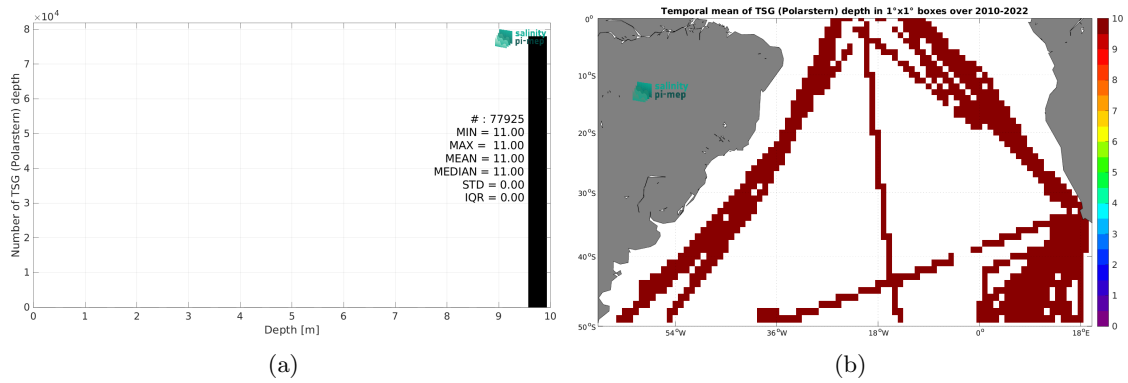 ×10⁴
8
7
6
5
4
3
2
1
0
Number of TSG (Polarstern) depth
salinity
pi-mep
# : 77925
MIN = 11.00
MAX = 11.00
MEAN = 11.00
MEDIAN = 11.00
STD = 0.00
IQR = 0.00
0 1 2 3 4 5 6 7 8 9 10
Depth [m]
(a)
Temporal mean of TSG (Polarstern) depth in 1°x1° boxes over 2010-2022
0°
10°S
20°S
30°S
40°S
50°S
salinity
pi-mep
54°W 36°W 18°W 0° 18°E
10
9
8
7
6
5
4
3
2
1
0
(b)